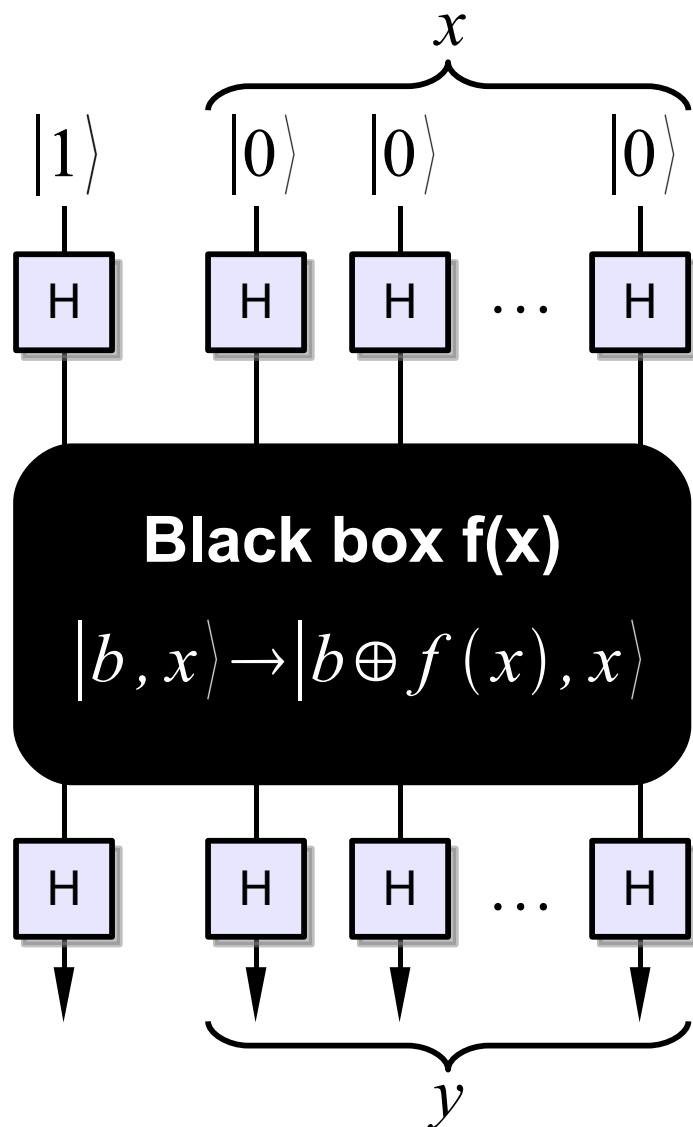 x
|1⟩ |0⟩ |0⟩ |0⟩
H H H … H
Black box f(x)
|b, x⟩→|b⊕f(x), x⟩
H H H … H
y